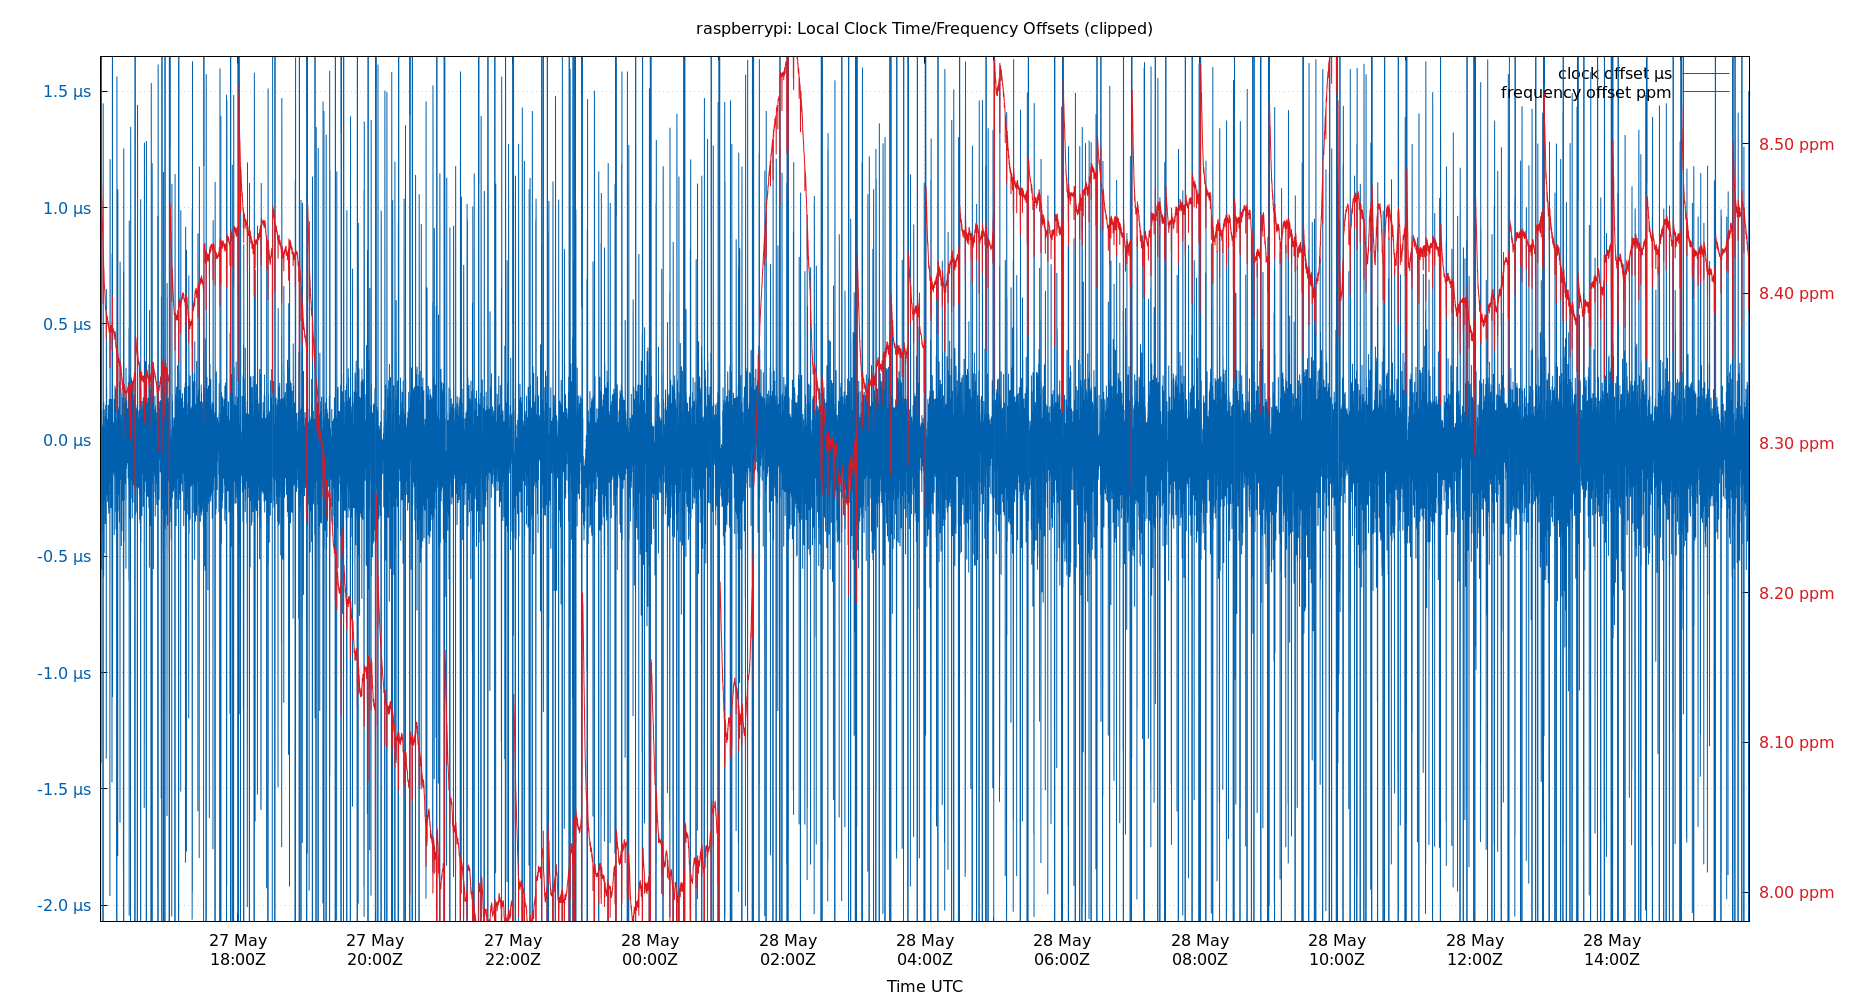 raspberrypi: Local Clock Time/Frequency Offsets (clipped)
clock offset µs
frequency offset ppm
1.5 µs
1.0 µs
0.5 µs
0.0 µs
-0.5 µs
-1.0 µs
-1.5 µs
-2.0 µs
8.50 ppm
8.40 ppm
8.30 ppm
8.20 ppm
8.10 ppm
8.00 ppm
27 May 27 May 27 May 28 May 28 May 28 May 28 May 28 May 28 May 28 May 28 May
18:00Z 20:00Z 22:00Z 00:00Z 02:00Z 04:00Z 06:00Z 08:00Z 10:00Z 12:00Z 14:00Z
Time UTC